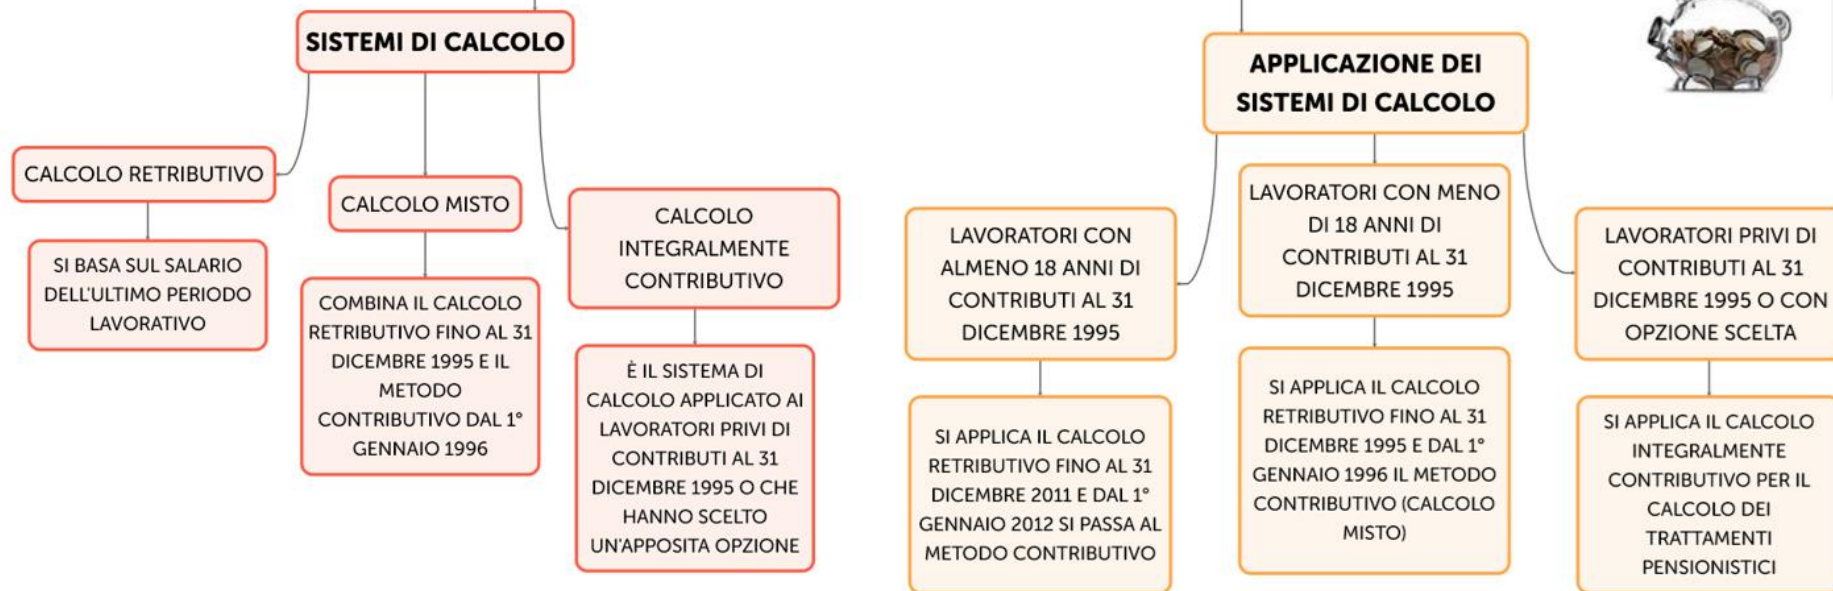 SISTEMI DI CALCOLO
CALCOLO RETRIBUTIVO
SI BASA SUL SALARIO
DELL'ULTIMO PERIODO
LAVORATIVO
CALCOLO MISTO
COMBINA IL CALCOLO
RETRIBUTIVO FINO AL 31
DICEMBRE 1995 E IL
METODO
CONTRIBUTIVO DAL 1°
GENNAIO 1996
CALCOLO
INTEGRALMENTE
CONTRIBUTIVO
È IL SISTEMA DI
CALCOLO APPLICATO AI
LAVORATORI PRIVI DI
CONTRIBUTI AL 31
DICEMBRE 1995 O CHE
HANNO SCELTO
UN'APPOSITA OPZIONE
APPLICAZIONE DEI
SISTEMI DI CALCOLO
LAVORATORI CON
ALMENO 18 ANNI DI
CONTRIBUTI AL 31
DICEMBRE 1995
SI APPLICA IL CALCOLO
RETRIBUTIVO FINO AL 31
DICEMBRE 2011 E DAL 1°
GENNAIO 2012 SI PASSA AL
METODO CONTRIBUTIVO
LAVORATORI CON MENO
DI 18 ANNI DI
CONTRIBUTI AL 31
DICEMBRE 1995
SI APPLICA IL CALCOLO
RETRIBUTIVO FINO AL 31
DICEMBRE 1995 E DAL 1°
GENNAIO 1996 IL METODO
CONTRIBUTIVO (CALCOLO
MISTO)
LAVORATORI PRIVI DI
CONTRIBUTI AL 31
DICEMBRE 1995 O CON
OPZIONE SCELTA
SI APPLICA IL CALCOLO
INTEGRALMENTE
CONTRIBUTIVO PER IL
CALCOLO DEI
TRATTAMENTI
PENSIONISTICI